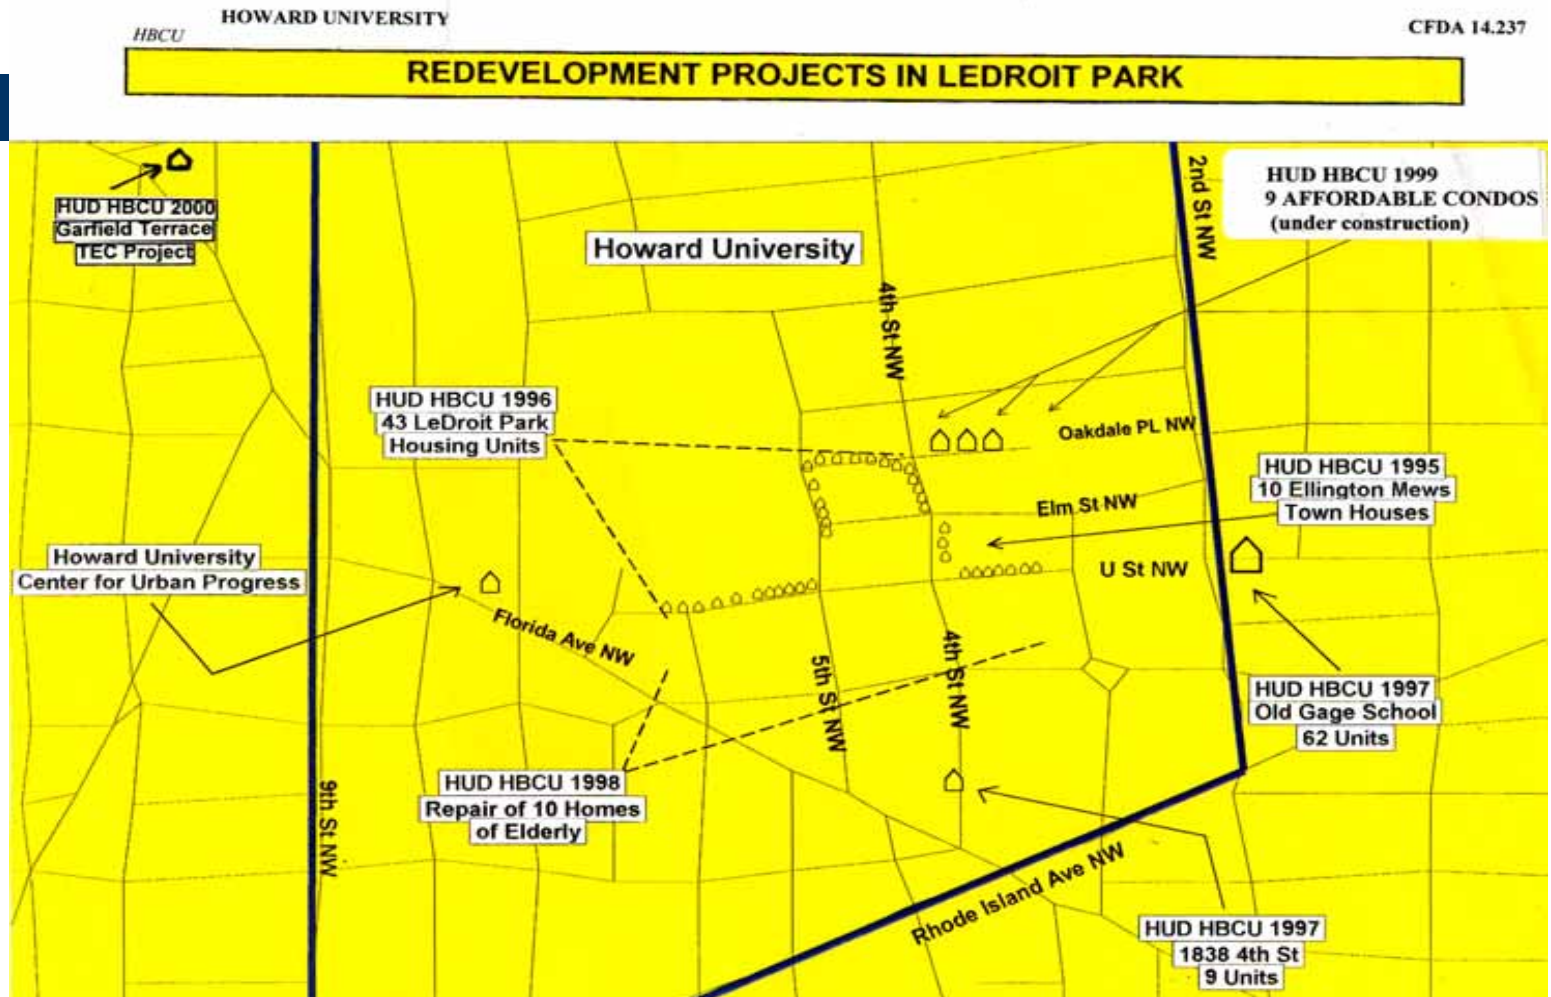 HOWARD UNIVERSITY
HBCU
CFDA 14.237
REDEVELOPMENT PROJECTS IN LEDROIT PARK
HUD HBCU 2000
Garfield Terrace
TEC Project
Howard University
2nd St NW
HUD HBCU 1999
9 AFFORDABLE CONDOS
(under construction)
4th St NW
HUD HBCU 1996
43 LeDroit Park
Housing Units
Oakdale PL NW
HUD HBCU 1995
10 Ellington Mews
Town Houses
Elm St NW
Howard University
Center for Urban Progress
U St NW
Florida Ave NW
5th St NW
4th St NW
HUD HBCU 1997
Old Gage School
62 Units
HUD HBCU 1998
Repair of 10 Homes
of Elderly
9th St NW
Rhode Island Ave NW
HUD HBCU 1997
1838 4th St
9 Units